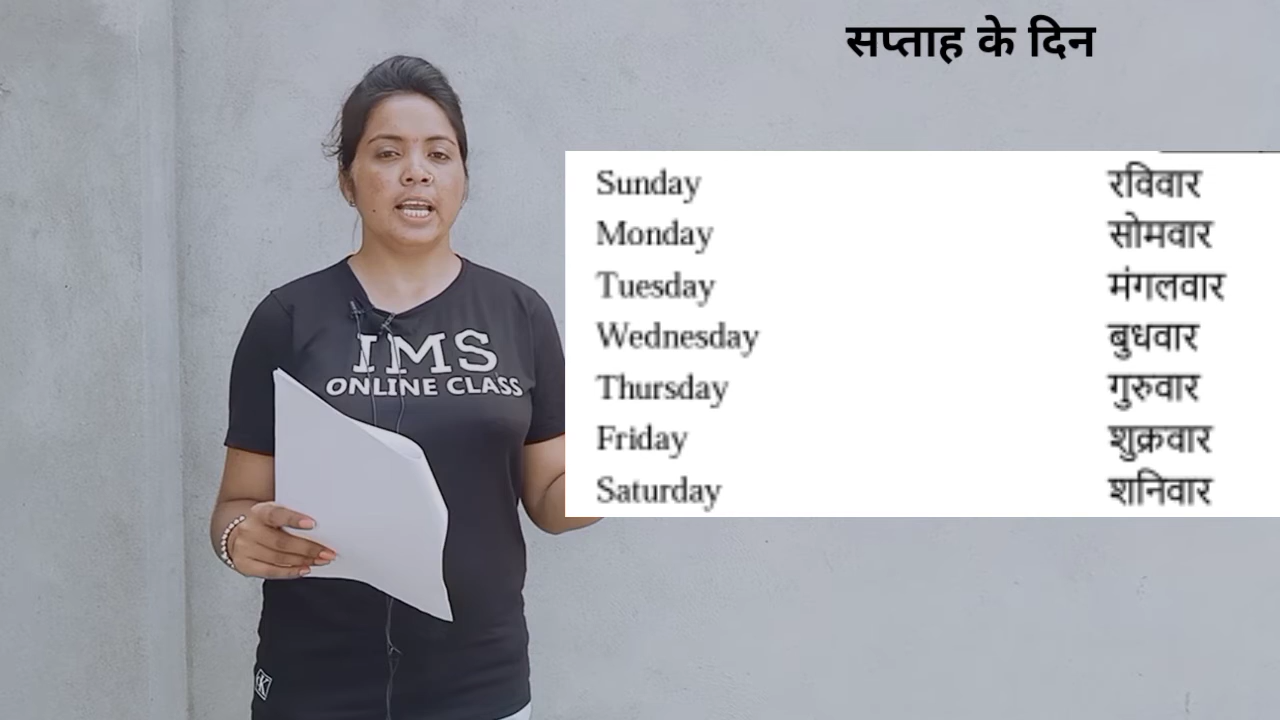 सप्ताह के दिन
Sunday रविवार
Monday सोमवार
Tuesday मंगलवार
Wednesday बुधवार
Thursday गुरुवार
Friday शुक्रवार
Saturday शनिवार
IMS
ONLINE CLASS
K